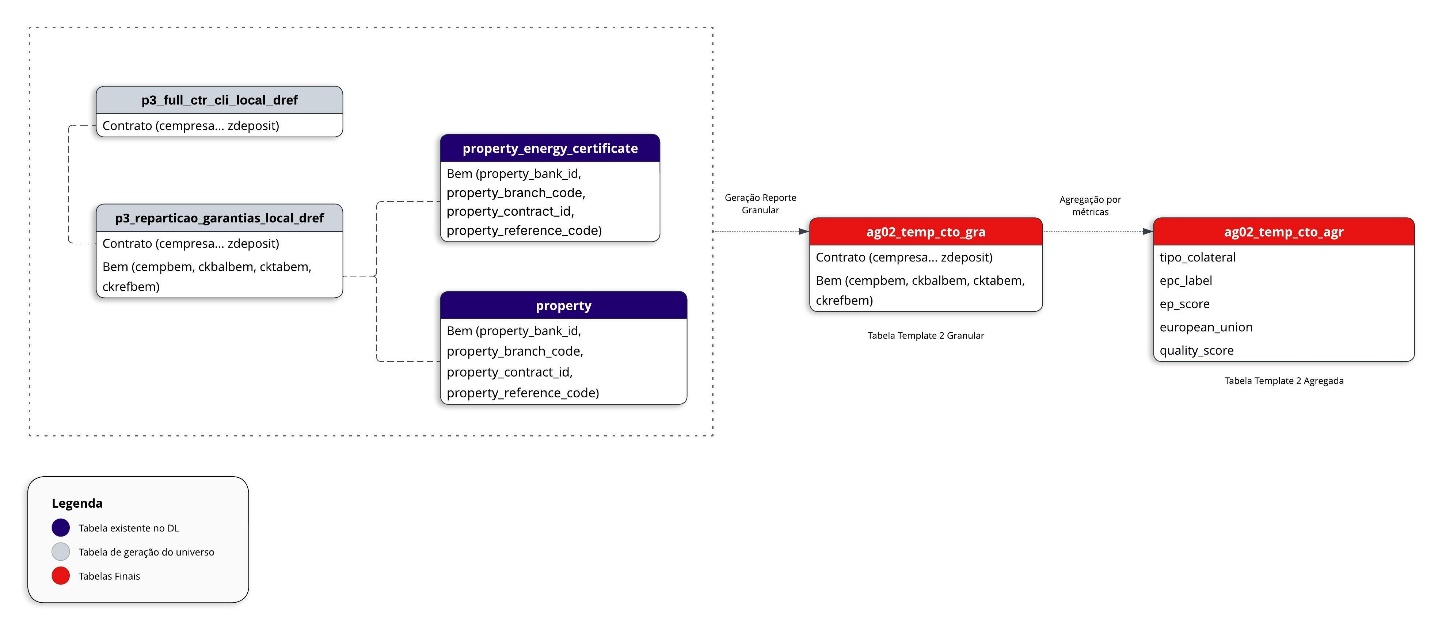 p3_full_ctr_cli_local_dref
Contrato (cempresa... zdeposit)
p3_reparticao_garantias_local_dref
Contrato (cempresa... zdeposit)
Bem (cempbem, ckbalbem, cktabem,
ckrefbem)
property_energy_certificate
Bem (property_bank_id,
property_branch_code,
property_contract_id,
property_reference_code)
property
Bem (property_bank_id,
property_branch_code,
property_contract_id,
property_reference_code)
Geração Reporte
Granular
ag02_temp_cto_gra
Contrato (cempresa... zdeposit)
Bem (cempbem, ckbalbem, cktabem,
ckrefbem)
Tabela Template 2 Granular
Agregação por
métricas
ag02_temp_cto_agr
tipo_colateral
epc_label
ep_score
european_union
quality_score
Tabela Template 2 Agregada
Legenda
Tabela existente no DL
Tabela de geração do universo
Tabelas Finais